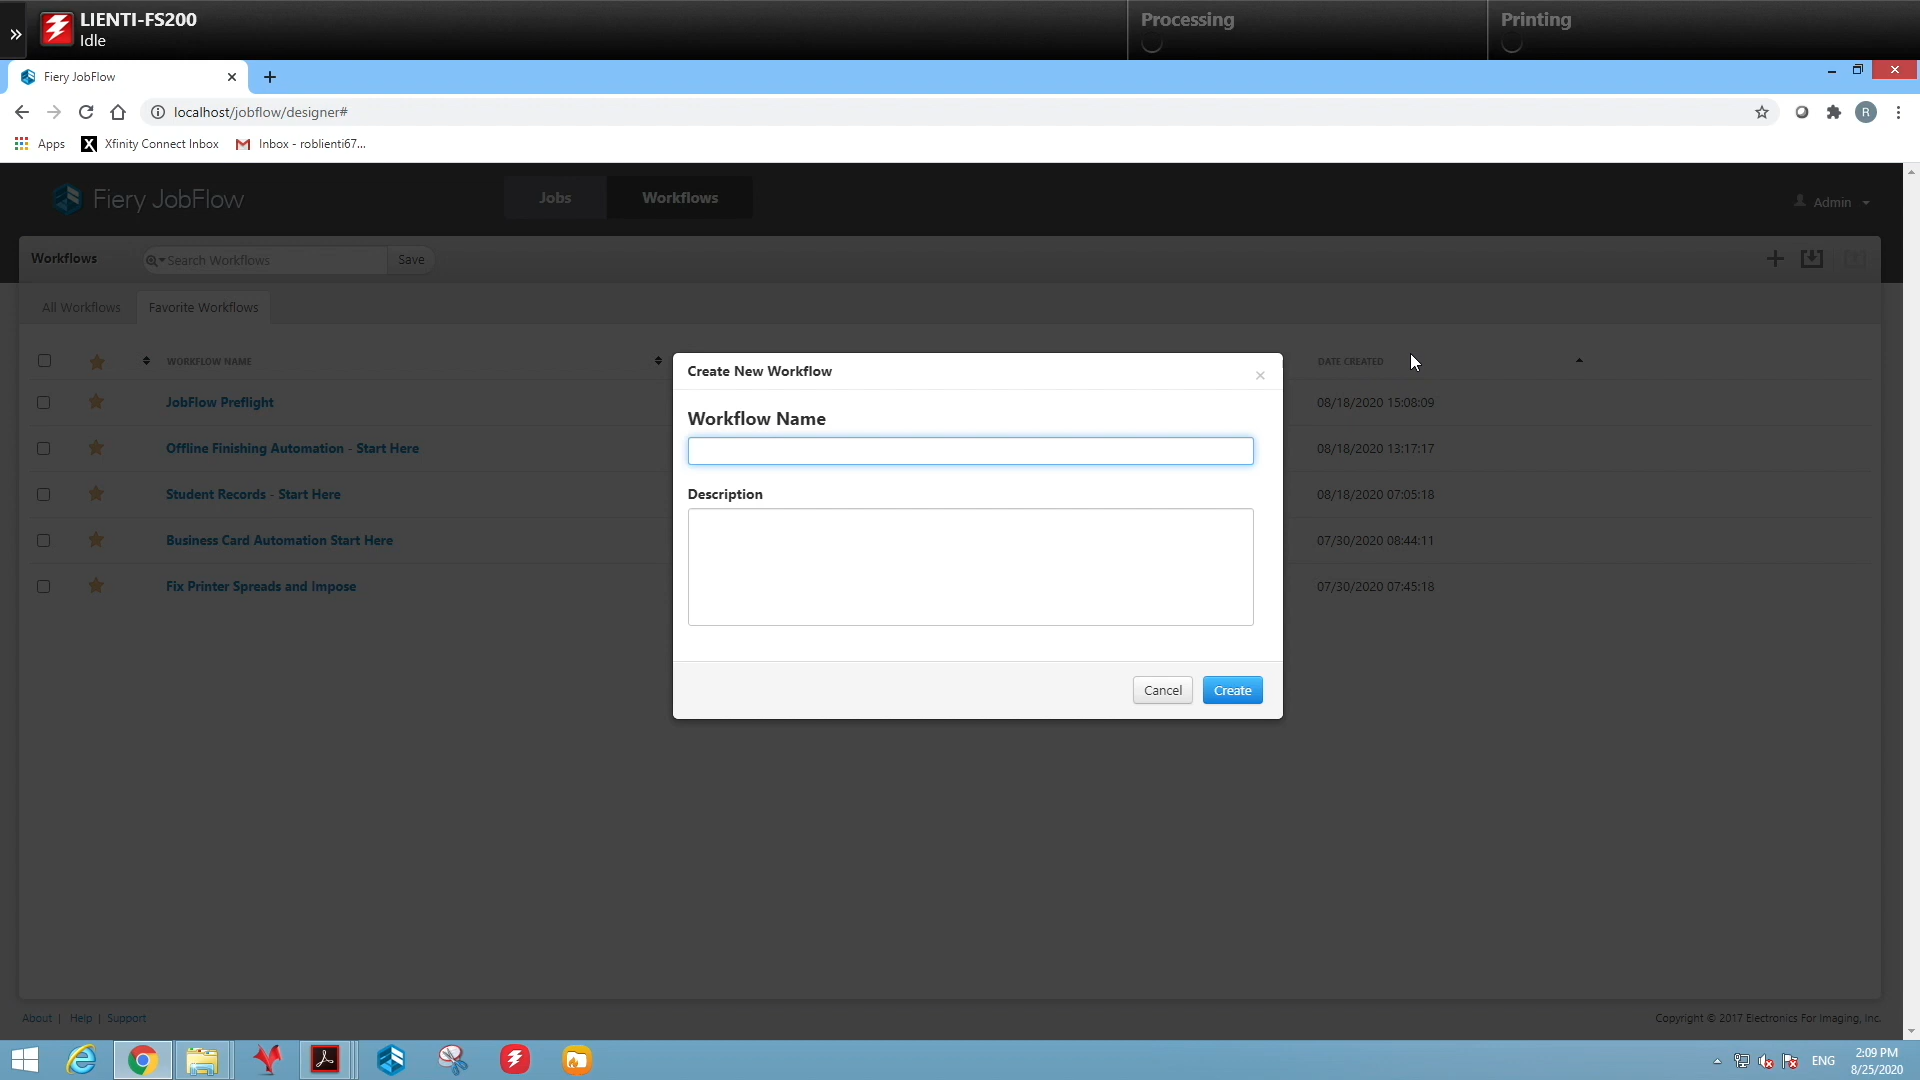 LIENTI-FS200
Idle
Processing
Printing
Fiery JobFlow
localhost/jobflow/designer#
R
Apps
X
Xfinity Connect Inbox
Inbox - roblienti67...
Fiery JobFlow
Jobs
Workflows
Admin
Workflows
Search Workflows
Save
All Workflows
Favorite Workflows
WORKFLOW NAME
DATE CREATED
JobFlow Preflight
08/18/2020 15:08:09
Offline Finishing Automation - Start Here
08/18/2020 13:17:17
Student Records - Start Here
08/18/2020 07:05:18
Business Card Automation Start Here
07/30/2020 08:44:11
Fix Printer Spreads and Impose
07/30/2020 07:45:18
Create New Workflow
Workflow Name
Description
Cancel
Create
About | Help | Support
Copyright © 2017 Electronics For Imaging, Inc.
ENG
2:09 PM
8/25/2020